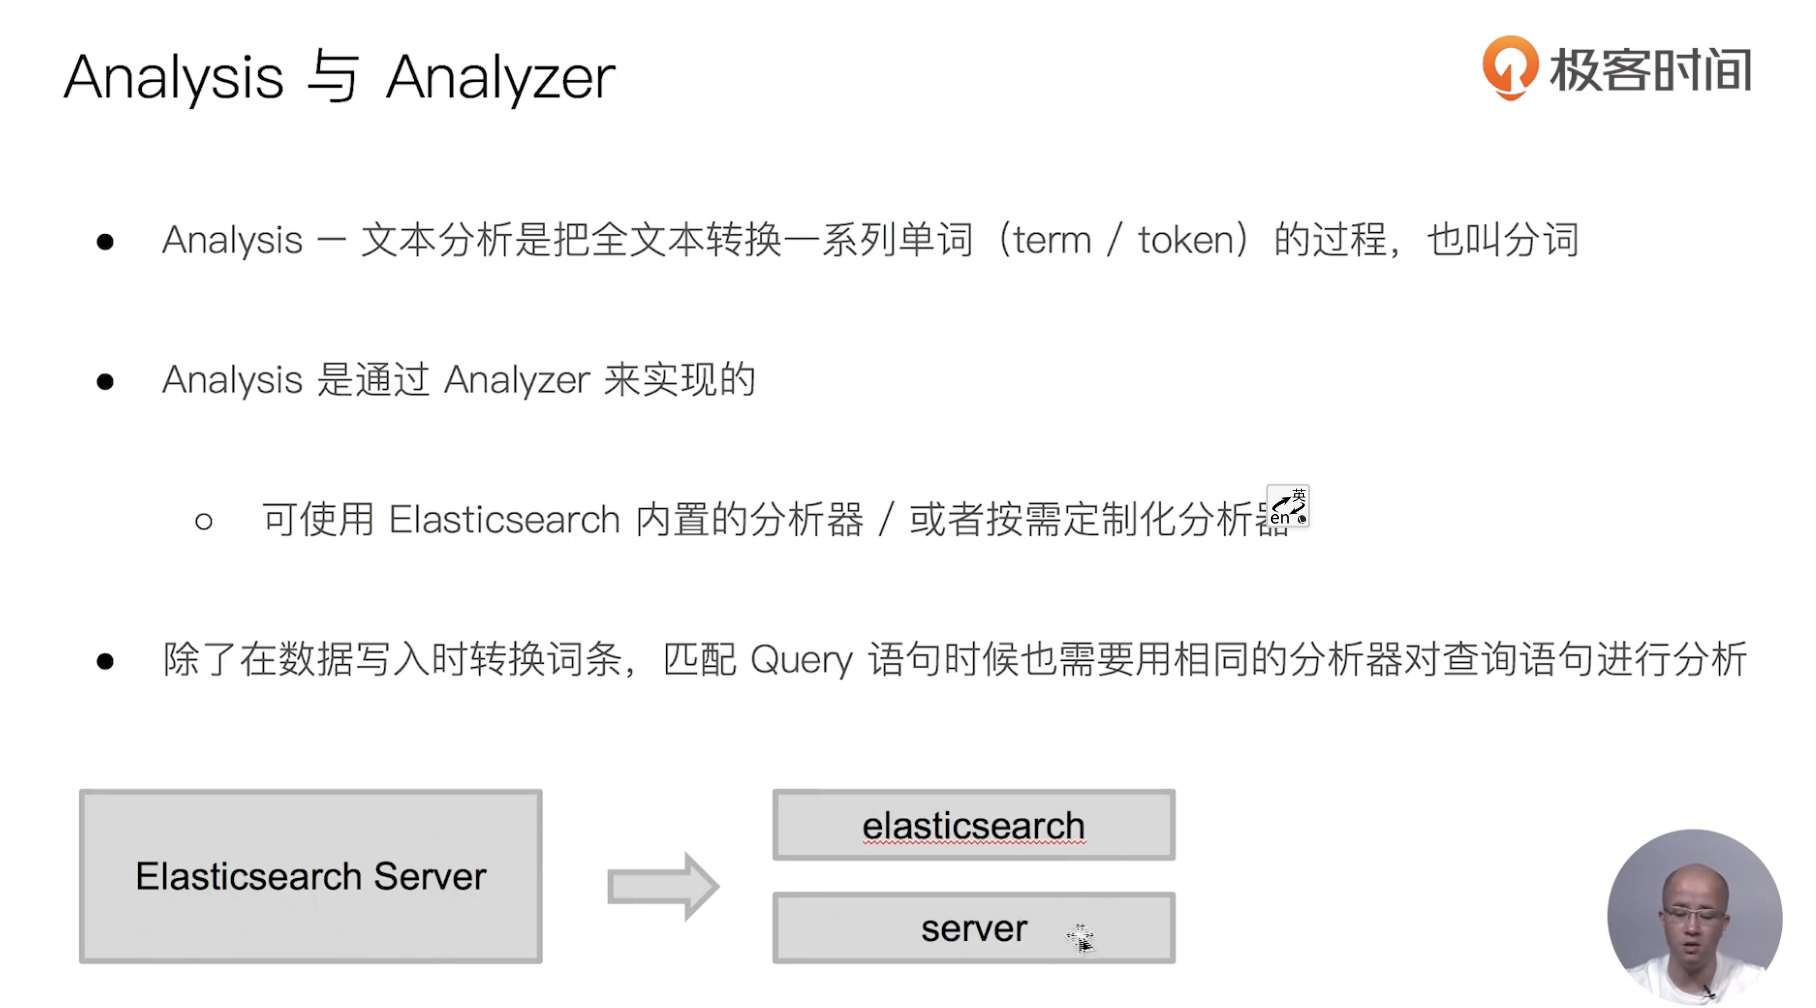 Analysis 与 Analyzer
极客时间
● Analysis — 文本分析是把全文本转换一系列单词（term / token）的过程，也叫分词
● Analysis 是通过 Analyzer 来实现的
○ 可使用 Elasticsearch 内置的分析器 / 或者按需定制化分析器
英
en
● 除了在数据写入时转换词条，匹配 Query 语句时候也需要用相同的分析器对查询语句进行分析
Elasticsearch Server
elasticsearch
server